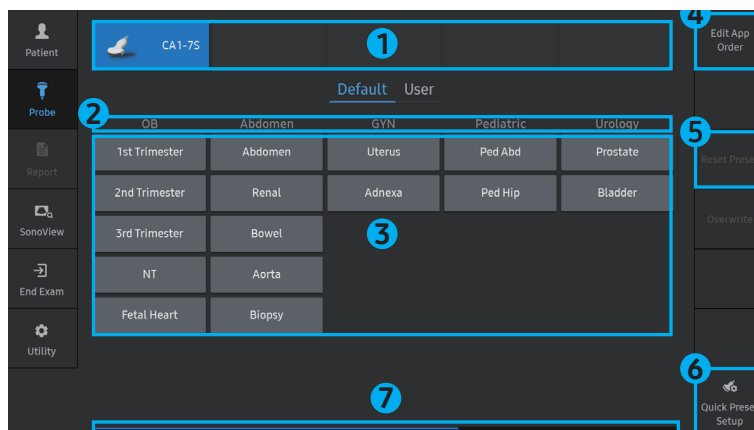 Patient
Probe
Report
SonoView
End Exam
Utility
CA1-7S
1
Default User
2
OB Abdomen GYN Pediatric Urology
1st Trimester Abdomen Uterus Ped Abd Prostate
2nd Trimester Renal Adnexa Ped Hip Bladder
3rd Trimester Bowel
3
NT Aorta
Fetal Heart Biopsy
4
Edit App
Order
5
Reset Prese
Overwrite
6
Quick Prese
Setup
7